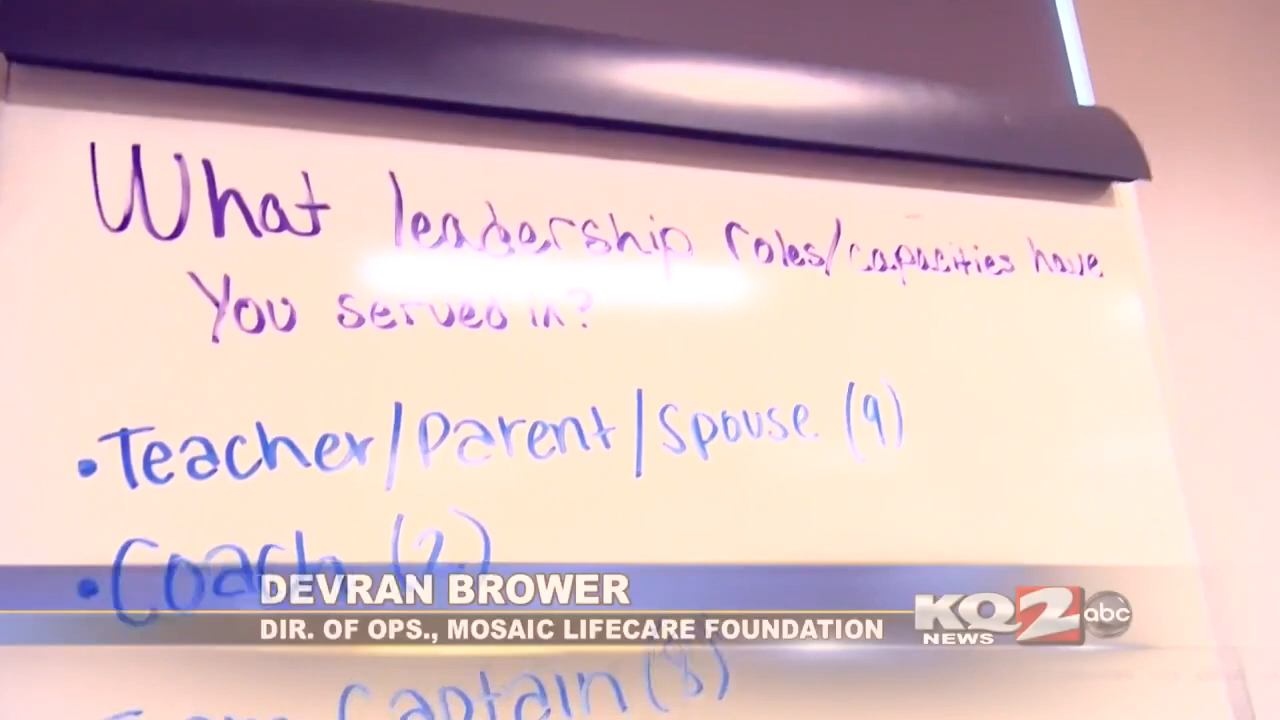 What leadership roles/capacities have
You served in?
• Teacher/Parent/Spouse (9)
• Coach (2)
DEVRAN BROWER
DIR. OF OPS., MOSAIC LIFECARE FOUNDATION
KQ2 abc
NEWS
Team Captain (8)